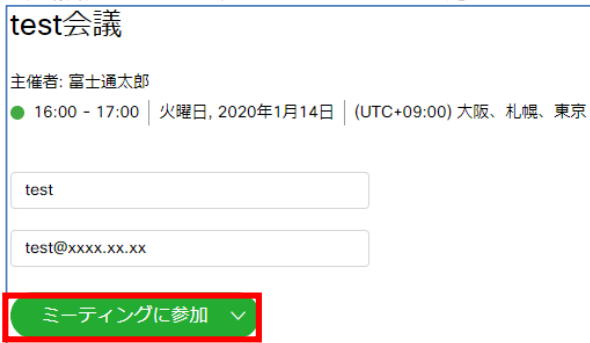 test会議
主催者: 富士通太郎
16:00 - 17:00 | 火曜日, 2020年1月14日 | (UTC+09:00) 大阪、札幌、東京
test
test@xxxx.xx.xx
ミーティングに参加